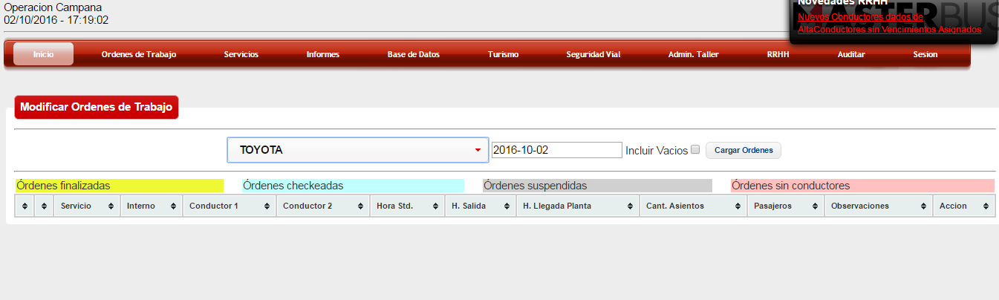 Operacion Campana
02/10/2016 - 17:19:02
Novedades RRHH
Nuevos Conductores dados de
AltaConductores sin Vencimientos Asignados
MASTERBUS
Inicio Ordenes de Trabajo Servicios Informes Base de Datos Turismo Seguridad Vial Admin. Taller RRHH Auditar Sesion
Modificar Ordenes de Trabajo
TOYOTA 2016-10-02 Incluir Vacios Cargar Ordenes
Órdenes finalizadas Órdenes checkeadas Órdenes suspendidas Órdenes sin conductores
Servicio Interno Conductor 1 Conductor 2 Hora Std. H. Salida H. Llegada Planta Cant. Asientos Pasajeros Observaciones Accion